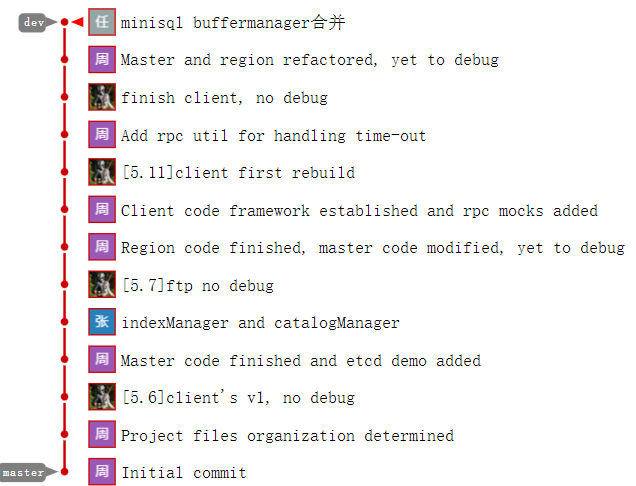 dev 任 minisql buffermanager合并
周 Master and region refactored, yet to debug
finish client, no debug
周 Add rpc util for handling time-out
[5.11]client first rebuild
周 Client code framework established and rpc mocks added
周 Region code finished, master code modified, yet to debug
[5.7]ftp no debug
张 indexManager and catalogManager
周 Master code finished and etcd demo added
[5.6]client's v1, no debug
周 Project files organization determined
master 周 Initial commit